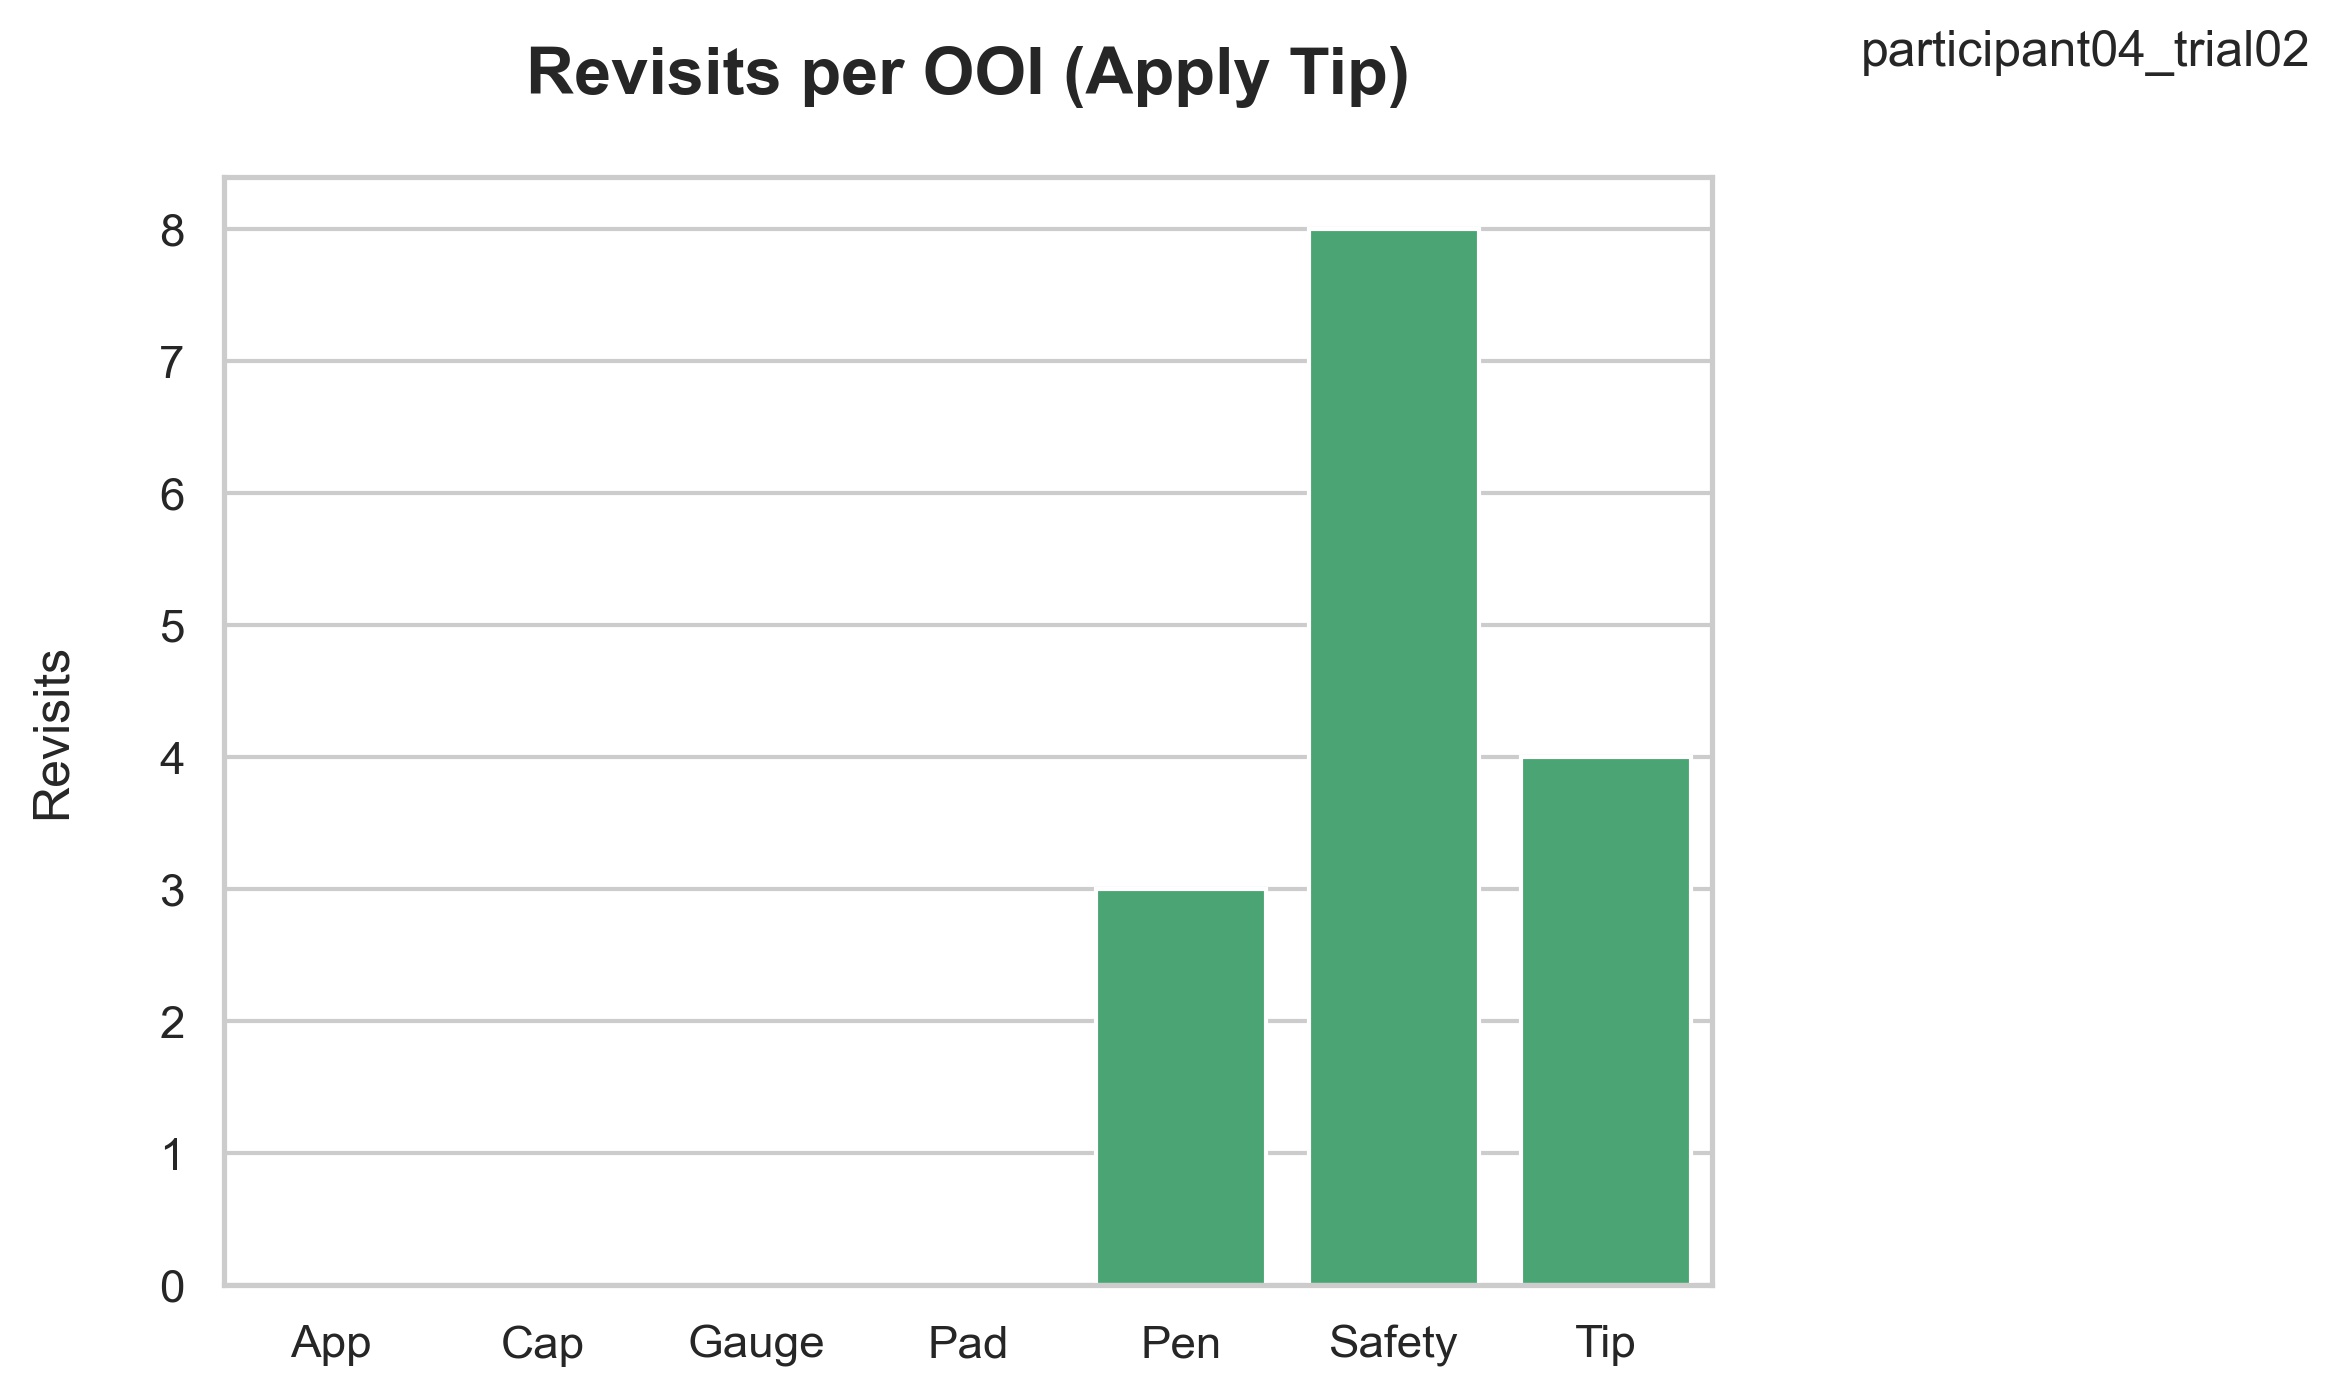 Revisits per OOI (Apply Tip)
participant04_trial02
Revisits
8
7
6
5
4
3
2
1
0
App Cap Gauge Pad Pen Safety Tip